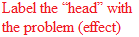 Label the “head” with
the problem (effect)